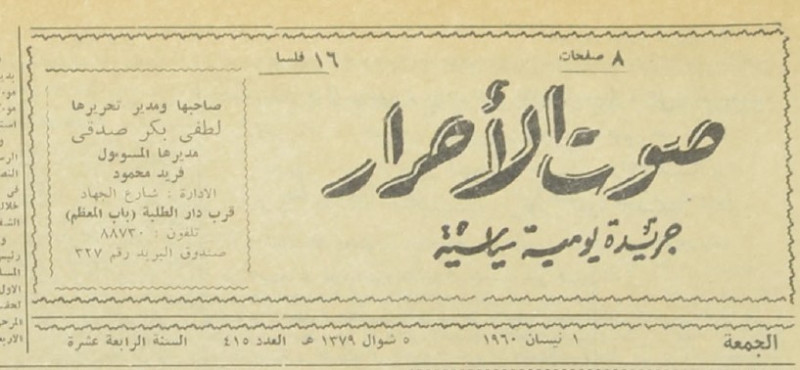 ٨ صفحات
١٦ فلسا
صوت الأحرار
جريدة يومية سياسية
صاحبها ومدير تحريرها
لطفي بكر صدقي
مديرها المسوءول
فريد محمود
الادارة : شارع الجهاد
قرب دار الطلبة (باب المعظم)
تلفون : ٨٨٧٣٠
صندوق البريد رقم ٣٢٧
الجمعة
١ نيسان ١٩٦٠
٥ شوال ١٣٧٩ هـ
العدد ٤١٥
السنة الرابعة عشرة